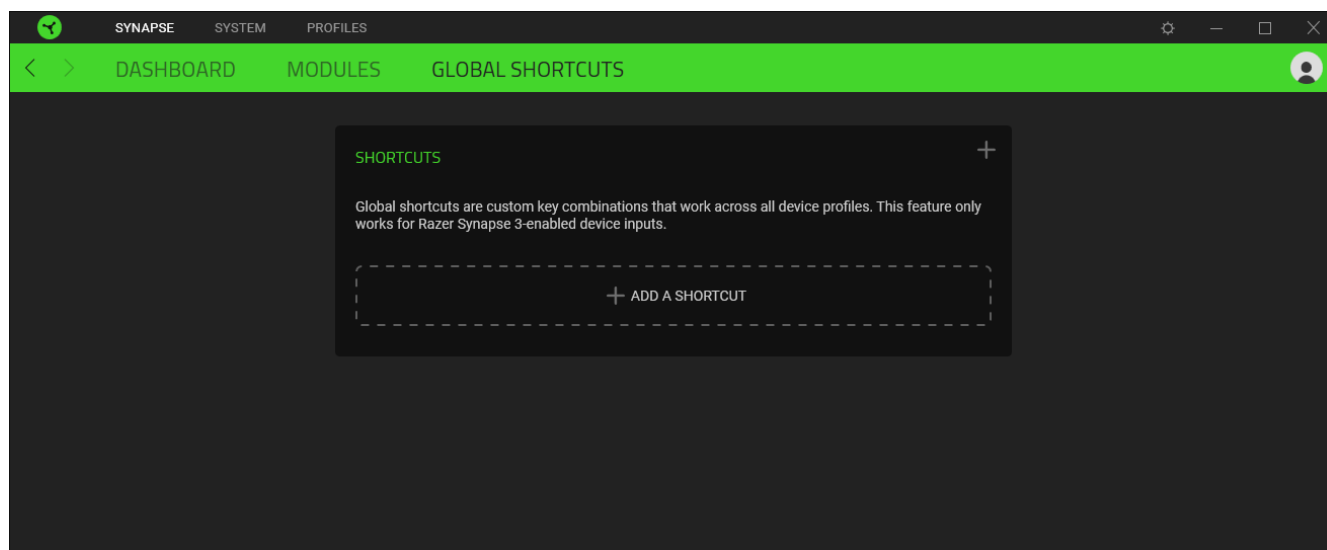 SYNAPSE SYSTEM PROFILES
DASHBOARD MODULES GLOBAL SHORTCUTS
SHORTCUTS
Global shortcuts are custom key combinations that work across all device profiles. This feature only
works for Razer Synapse 3-enabled device inputs.
ADD A SHORTCUT